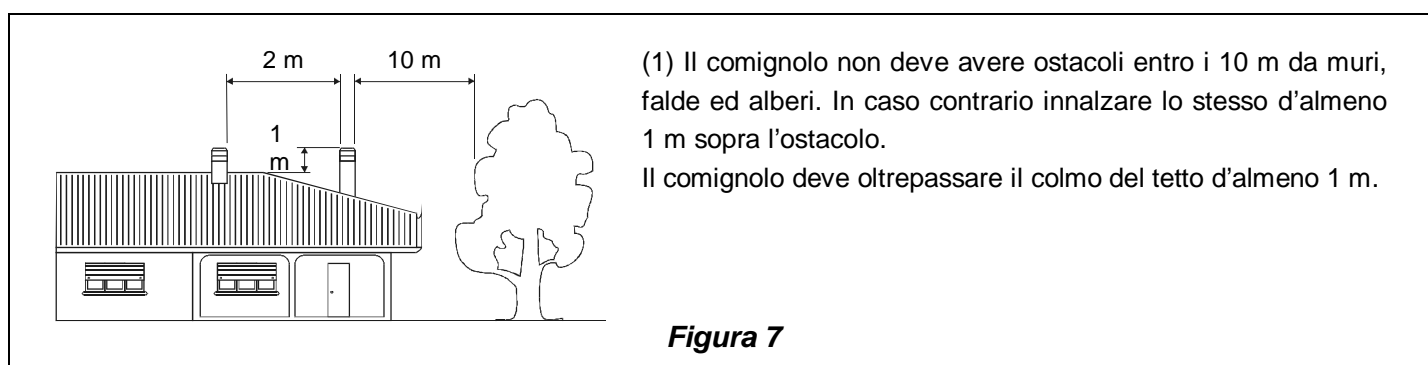 2 m
10 m
1
m
(1) Il comignolo non deve avere ostacoli entro i 10 m da muri,
falde ed alberi. In caso contrario innalzare lo stesso d’almeno
1 m sopra l’ostacolo.
Il comignolo deve oltrepassare il colmo del tetto d’almeno 1 m.
Figura 7